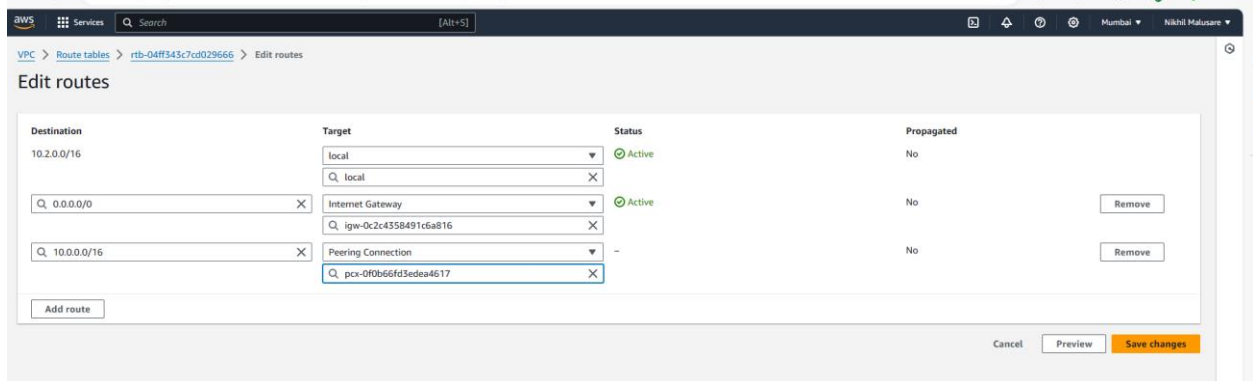 aws Services Search [Alt+S] Mumbai Nikhil Malusare
VPC > Route tables > rtb-04ff343c7cd029666 > Edit routes
Edit routes
Destination Target Status Propagated
10.2.0.0/16 local Active No
local
0.0.0.0/0 Internet Gateway Active No Remove
igw-0c2c4358491c6a816
10.0.0.0/16 Peering Connection – No Remove
pcx-0f0b66fd3edea4617
Add route
Cancel Preview Save changes